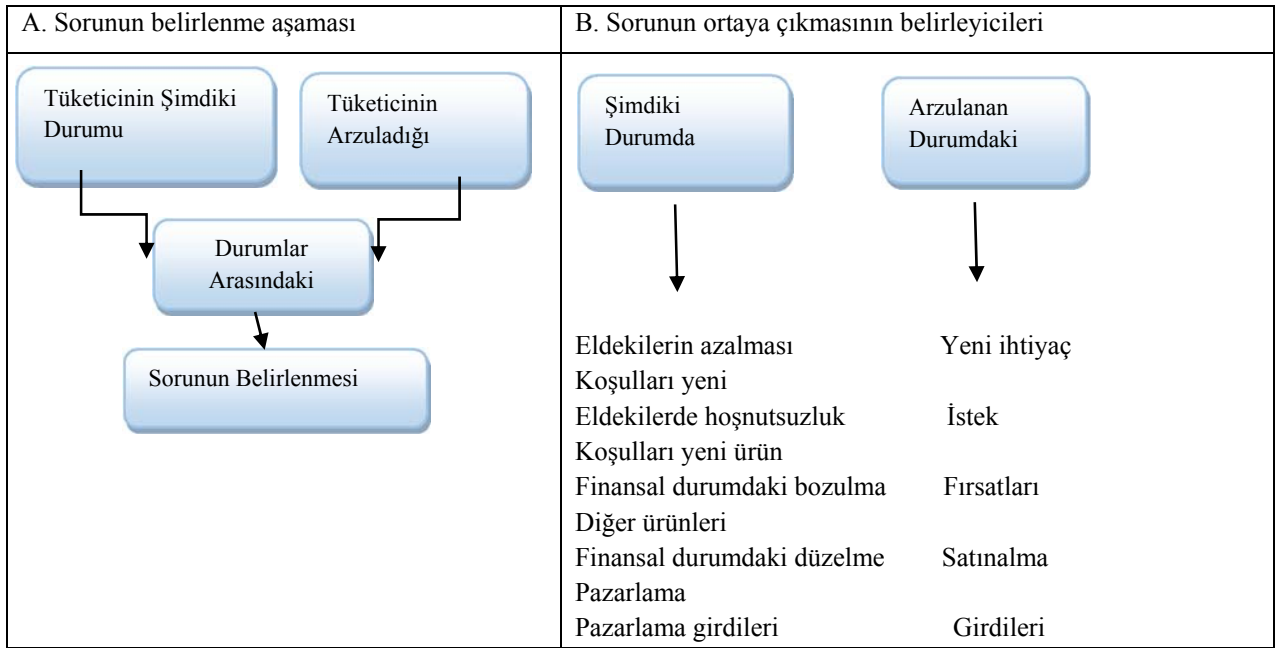 A. Sorunun belirlenme aşaması
B. Sorunun ortaya çıkmasının belirleyicileri
Tüketicinin Şimdiki
Durumu
Tüketicinin
Arzuladığı
Durumlar
Arasındaki
Sorunun Belirlenmesi
Şimdiki
Durumda
Arzulanan
Durumdaki
Eldekilerin azalması Yeni ihtiyaç
Koşulları yeni
Eldekilerde hoşnutsuzluk İstek
Koşulları yeni ürün
Finansal durumdaki bozulma Fırsatları
Diğer ürünleri
Finansal durumdaki düzelme Satınalma
Pazarlama
Pazarlama girdileri Girdileri